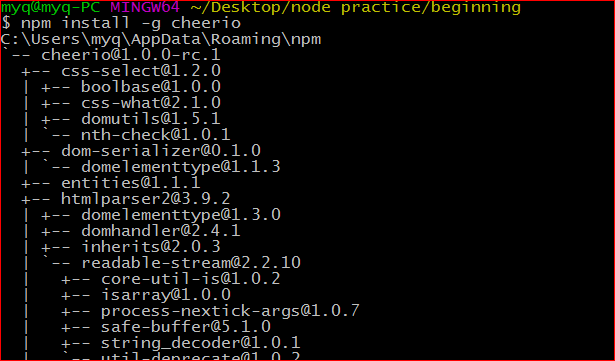 myq@myq-PC MINGW64 ~/Desktop/node practice/beginning
$ npm install -g cheerio
C:\Users\myq\AppData\Roaming\npm
`-- cheerio@1.0.0-rc.1
  +-- css-select@1.2.0
  | +-- boolbase@1.0.0
  | +-- css-what@2.1.0
  | +-- domutils@1.5.1
  | `-- nth-check@1.0.1
  +-- dom-serializer@0.1.0
  | `-- domelementtype@1.1.3
  +-- entities@1.1.1
  +-- htmlparser2@3.9.2
  | +-- domelementtype@1.3.0
  | +-- domhandler@2.4.1
  | +-- inherits@2.0.3
  | `-- readable-stream@2.2.10
  |   +-- core-util-is@1.0.2
  |   +-- isarray@1.0.0
  |   +-- process-nextick-args@1.0.7
  |   +-- safe-buffer@5.1.0
  |   +-- string_decoder@1.0.1
  |   `-- util-deprecate@1.0.2